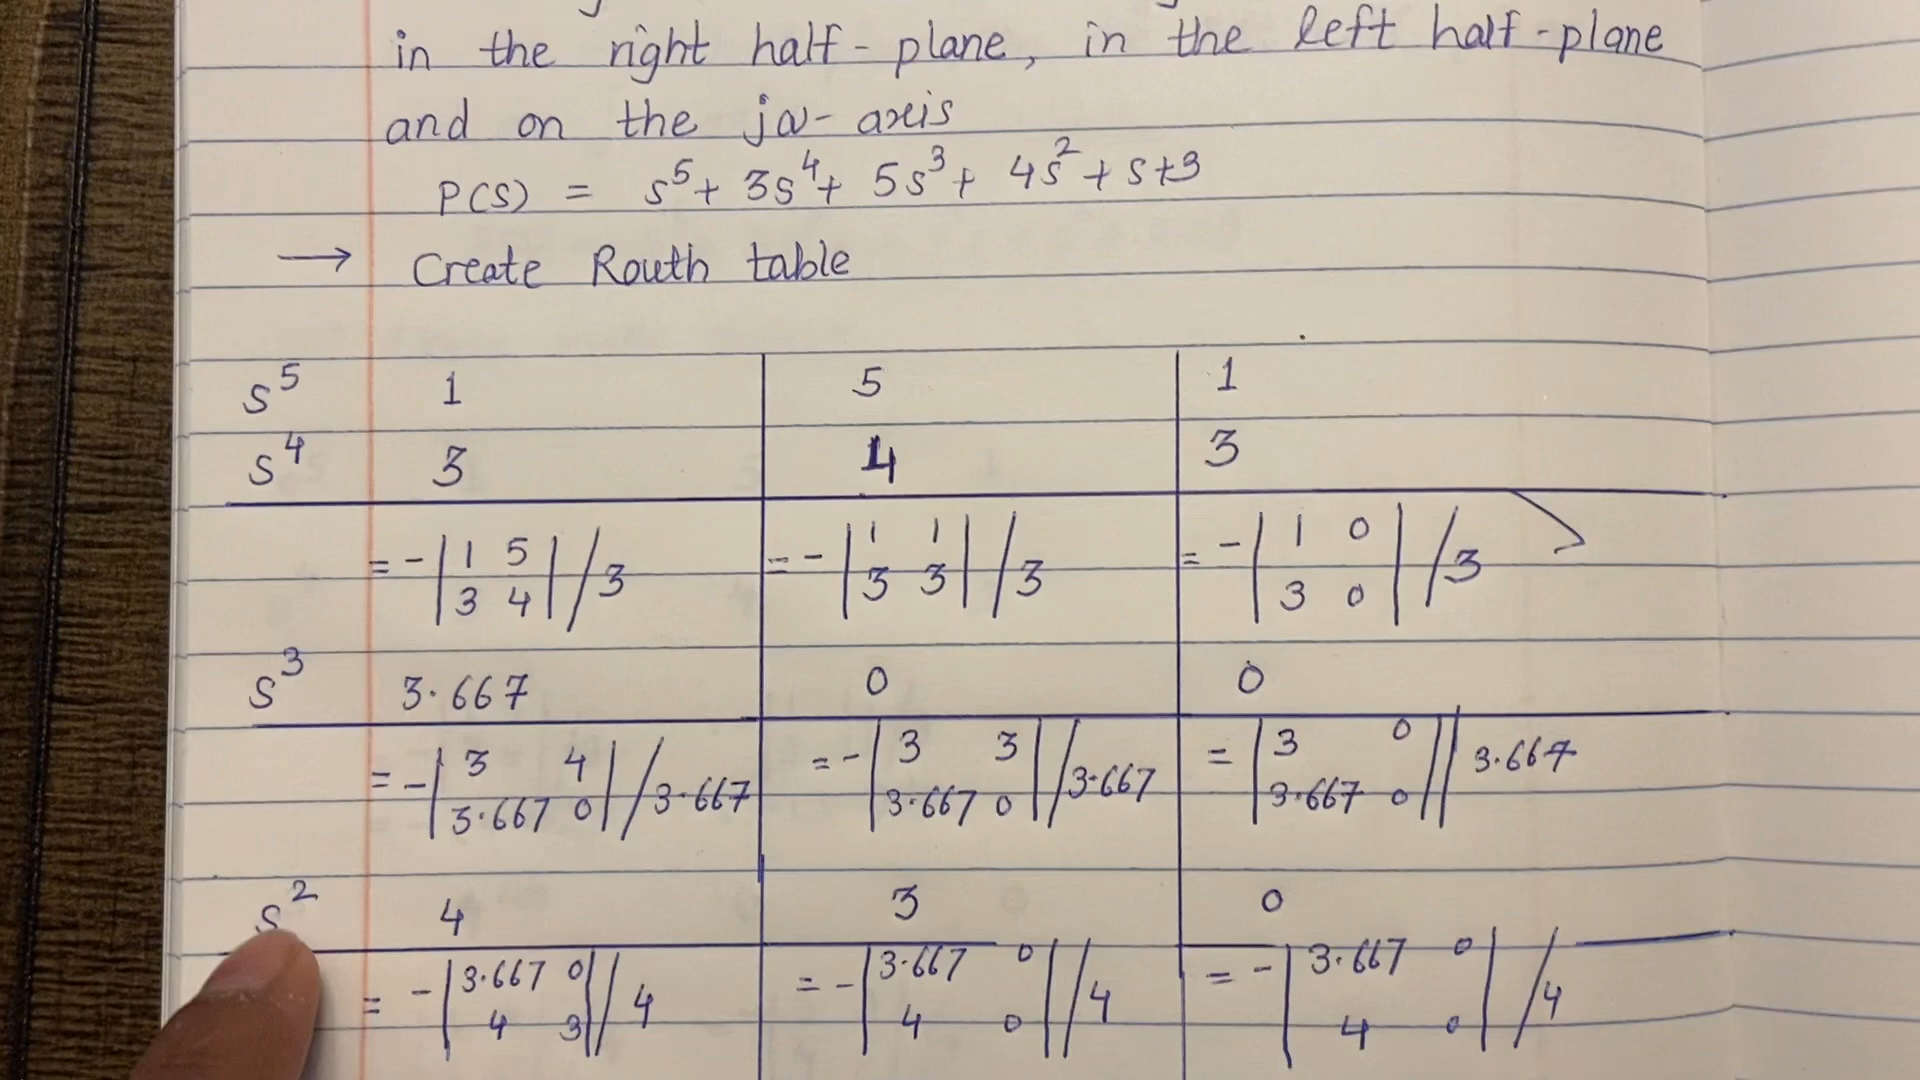 in the right half-plane, in the left half-plane
and on the jω-axis
P(S) = s⁵ + 3s⁴ + 5s³ + 4s² + s + 3
→ Create Routh table
s⁵ 1 5 1
s⁴ 3 4 3
= - | 1 5 | / 3 = - | 1 1 | / 3 = - | 1 0 | / 3
| 3 4 | | 3 3 | | 3 0 |
s³ 3.667 0 0
= - | 3 4 | / 3.667 = - | 3 3 | / 3.667 = | 3 0 | | 3.667
| 3.667 0 | | 3.667 0 | | 3.667 0 |
s² 4 3 0
= - | 3.667 0 | / 4 = - | 3.667 0 | / 4 = - | 3.667 0 | / 4
| 4 3 | | 4 0 | | 4 0 |